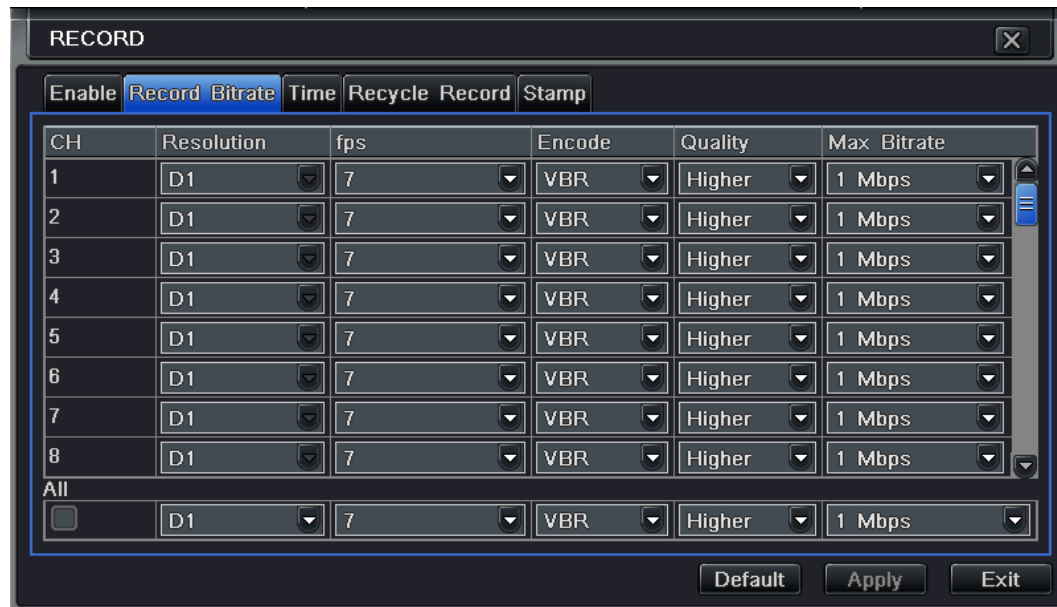 RECORD
Enable Record Bitrate Time Recycle Record Stamp
CH Resolution fps Encode Quality Max Bitrate
1 D1 7 VBR Higher 1 Mbps
2 D1 7 VBR Higher 1 Mbps
3 D1 7 VBR Higher 1 Mbps
4 D1 7 VBR Higher 1 Mbps
5 D1 7 VBR Higher 1 Mbps
6 D1 7 VBR Higher 1 Mbps
7 D1 7 VBR Higher 1 Mbps
8 D1 7 VBR Higher 1 Mbps
All
D1 7 VBR Higher 1 Mbps
Default Apply Exit